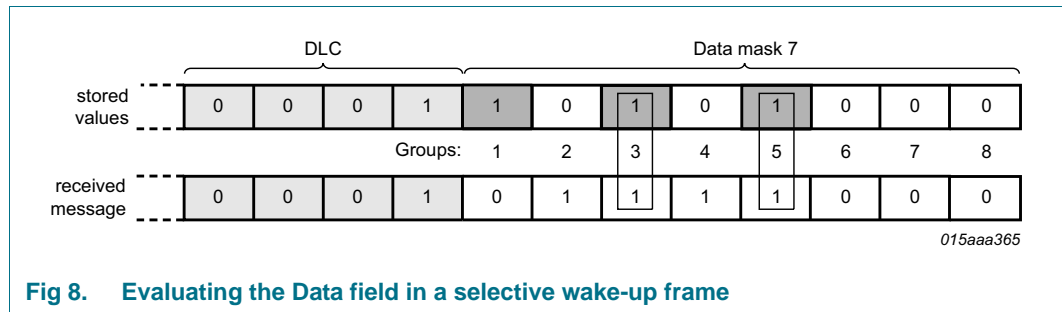 DLC Data mask 7
stored values 0 0 0 1 1 0 1 0 1 0 0 0
Groups: 1 2 3 4 5 6 7 8
received message 0 0 0 1 0 1 1 1 1 0 0 0
015aaa365
Fig 8. Evaluating the Data field in a selective wake-up frame